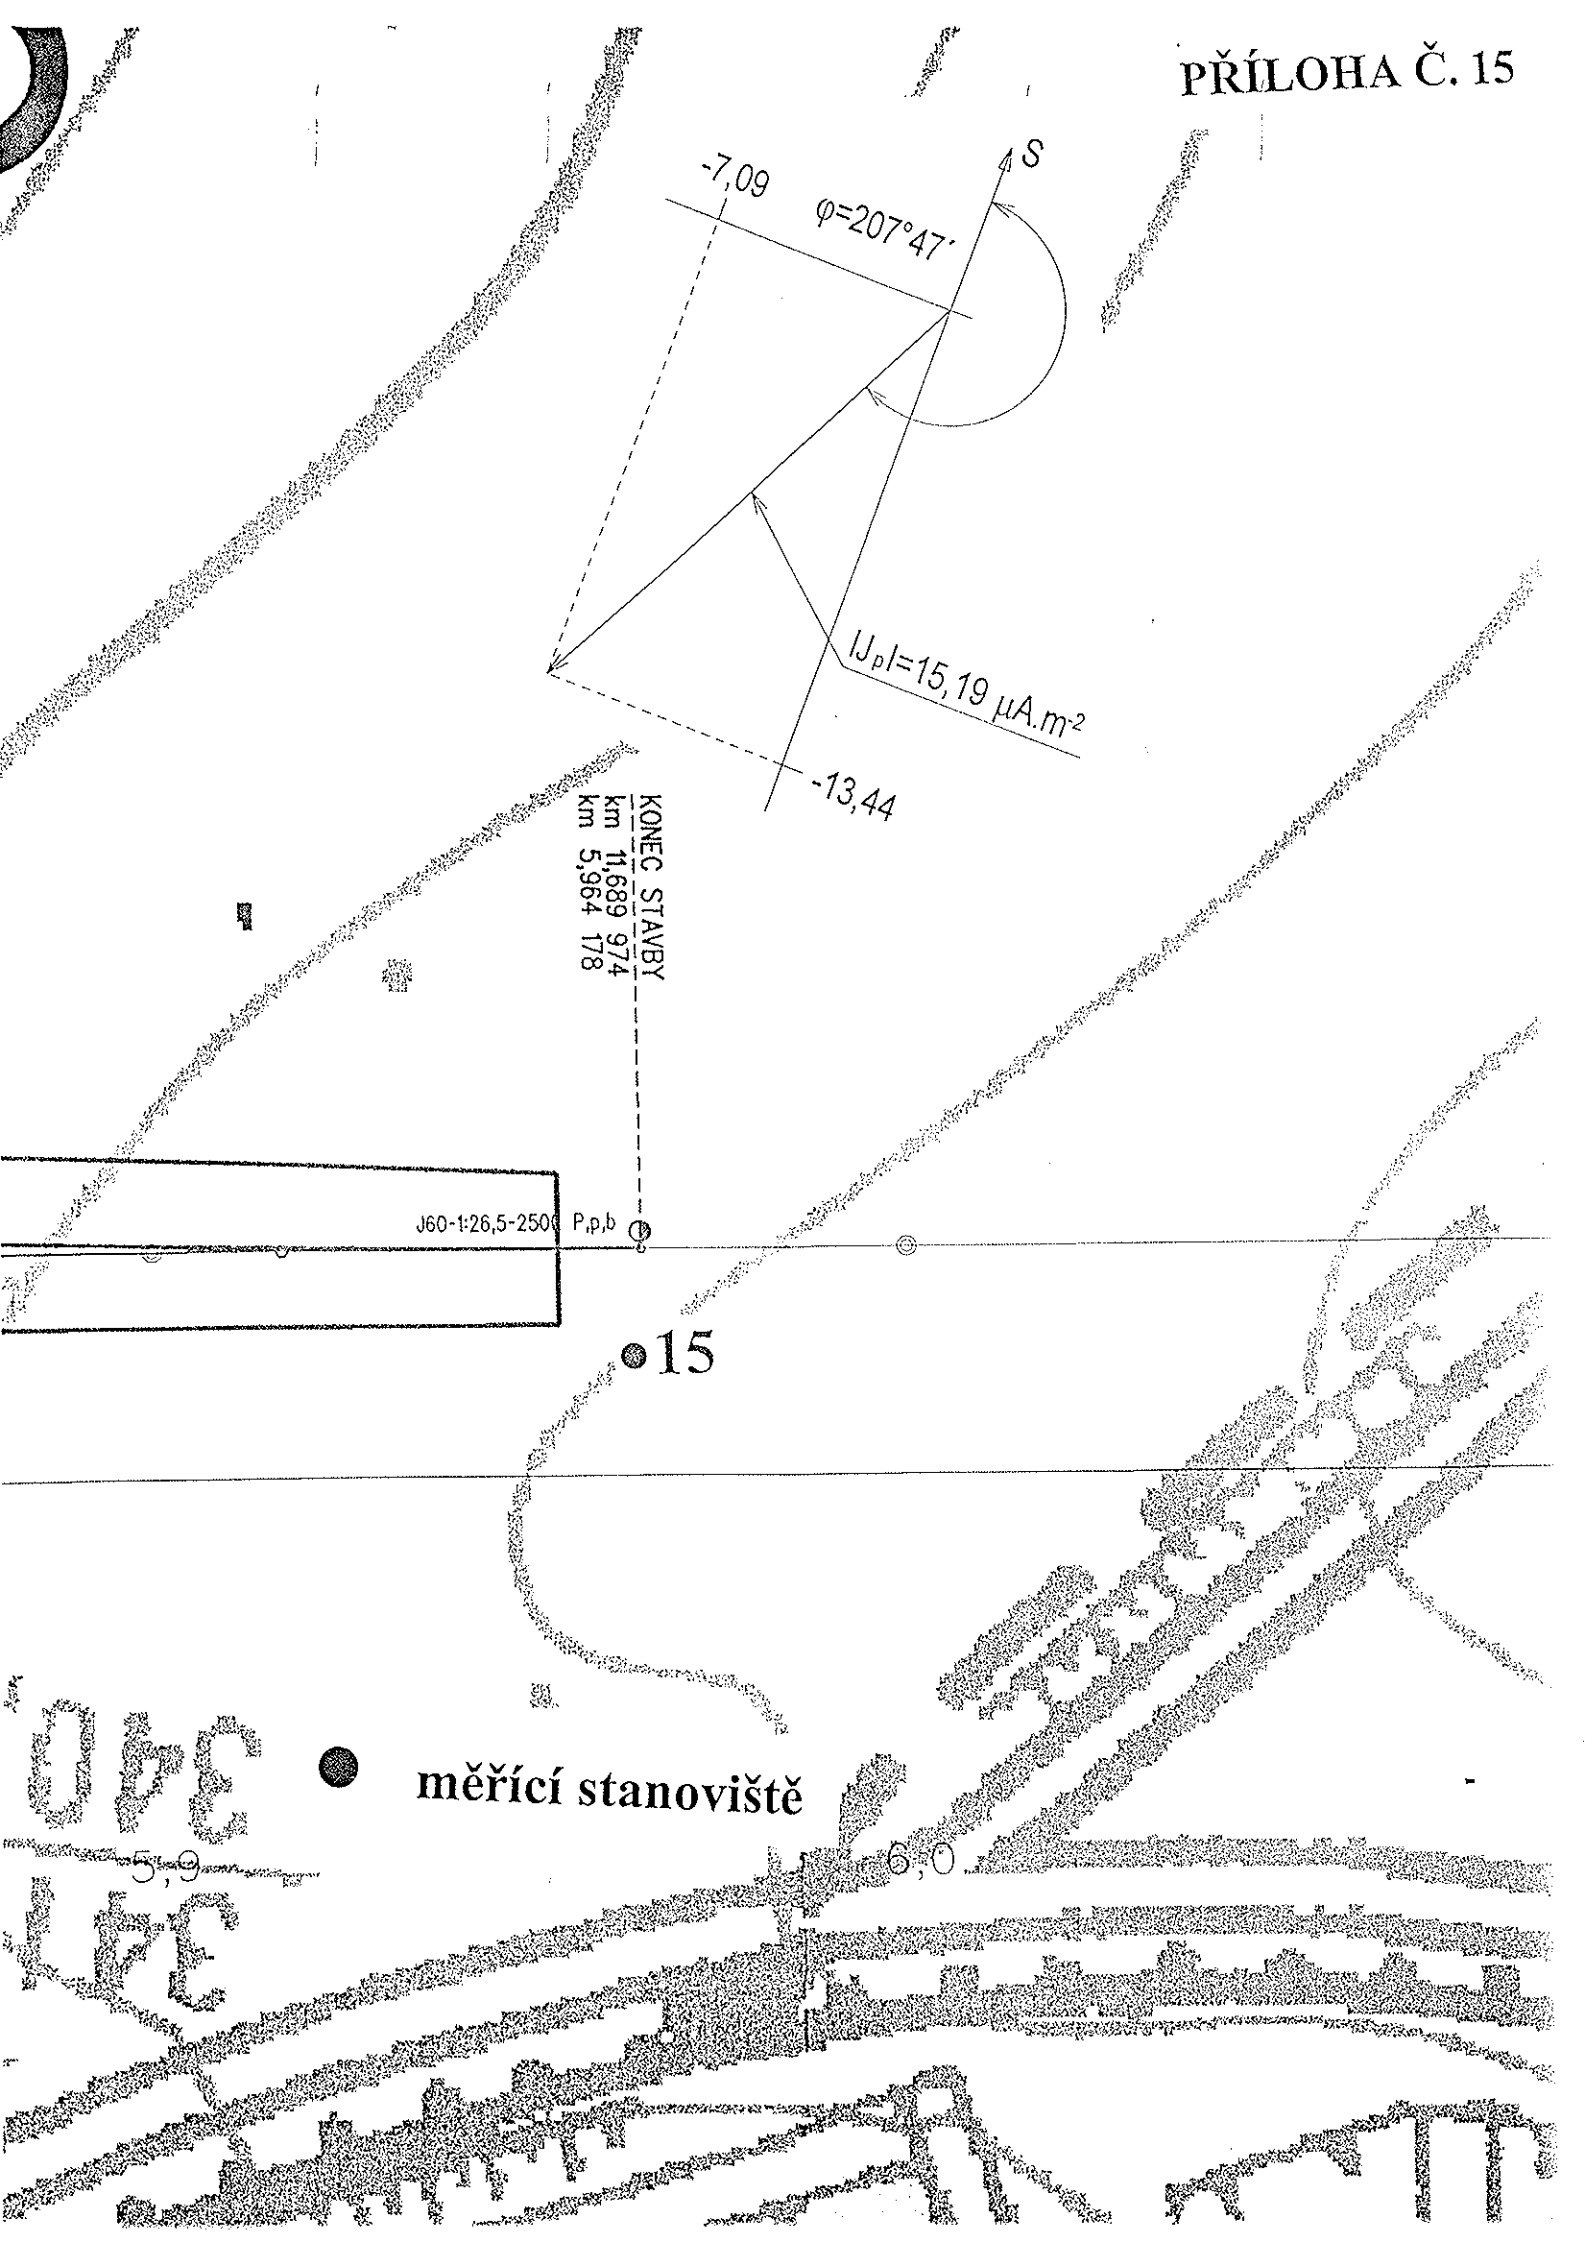 PŘÍLOHA Č. 15
S
-7,09
φ=207°47´
|Jₚ|=15,19 µA.m⁻²
-13,44
KONEC STAVBY
km 11,689 974
km 5,964 178
J60-1:26,5-2500 P,p,b
15
340
měřící stanoviště
5,9
6,0
341